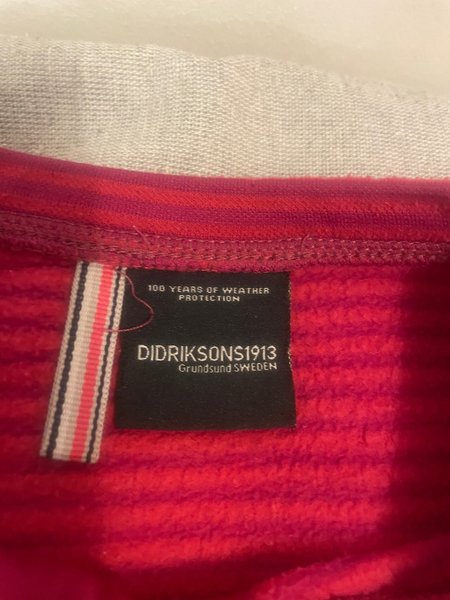 100 YEARS OF WEATHER
PROTECTION
DIDRIKSONS1913
Grundsund SWEDEN